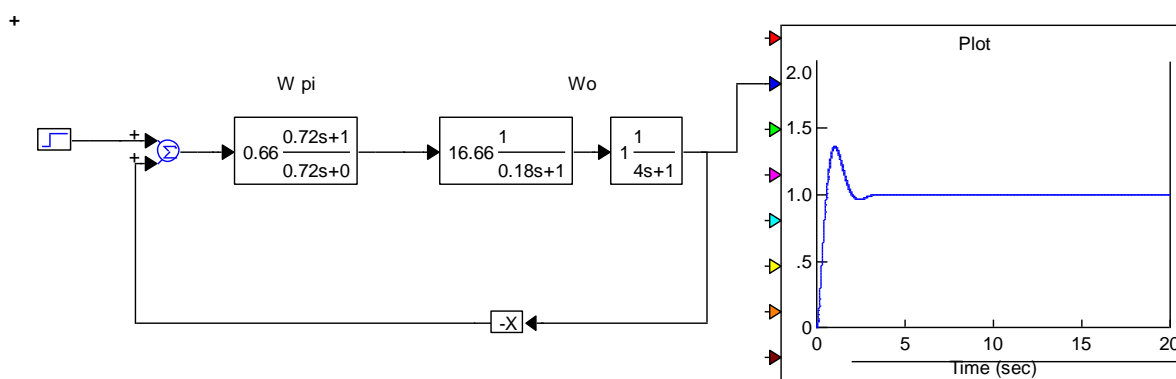 +
W pi
Wo
+
+
Σ
0.66 0.72s+1
0.72s+0
16.66 1
0.18s+1
1 1
4s+1
-X
Plot
2.0
1.5
1.0
.5
0
0 5 10 15 20
Time (sec)